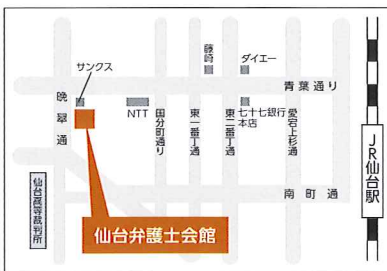 藤崎
ダイエー
サンクス
青葉通り
晩翠通
NTT
国分町通り
東一番丁通
東二番丁通
七十七銀行
本店
愛宕上杉通
JR仙台駅
南町通
仙台高等裁判所
仙台弁護士会館